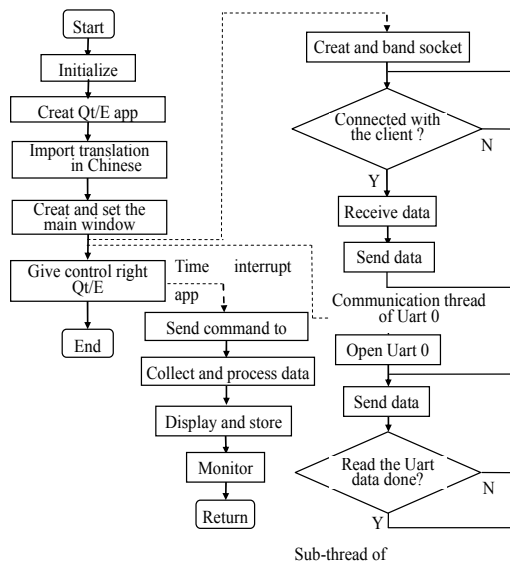 Start
Initialize
Creat Qt/E app
Import translation
in Chinese
Creat and set the
main window
Give control right
Qt/E
End
Time interrupt
app
Send command to
Collect and process data
Display and store
Monitor
Return
Creat and band socket
Connected with
the client ?
N
Y
Receive data
Send data
Communication thread
of Uart 0
Open Uart 0
Send data
Read the Uart
data done?
N
Y
Sub-thread of